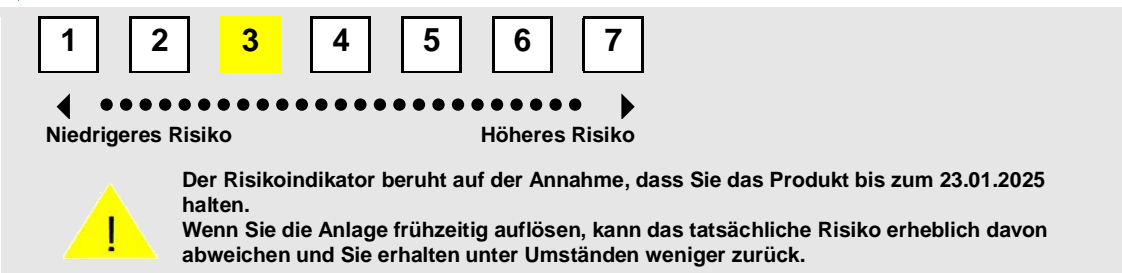 1 2 3 4 5 6 7
Niedrigeres Risiko Höheres Risiko
Der Risikoindikator beruht auf der Annahme, dass Sie das Produkt bis zum 23.01.2025
halten.
Wenn Sie die Anlage frühzeitig auflösen, kann das tatsächliche Risiko erheblich davon
! abweichen und Sie erhalten unter Umständen weniger zurück.